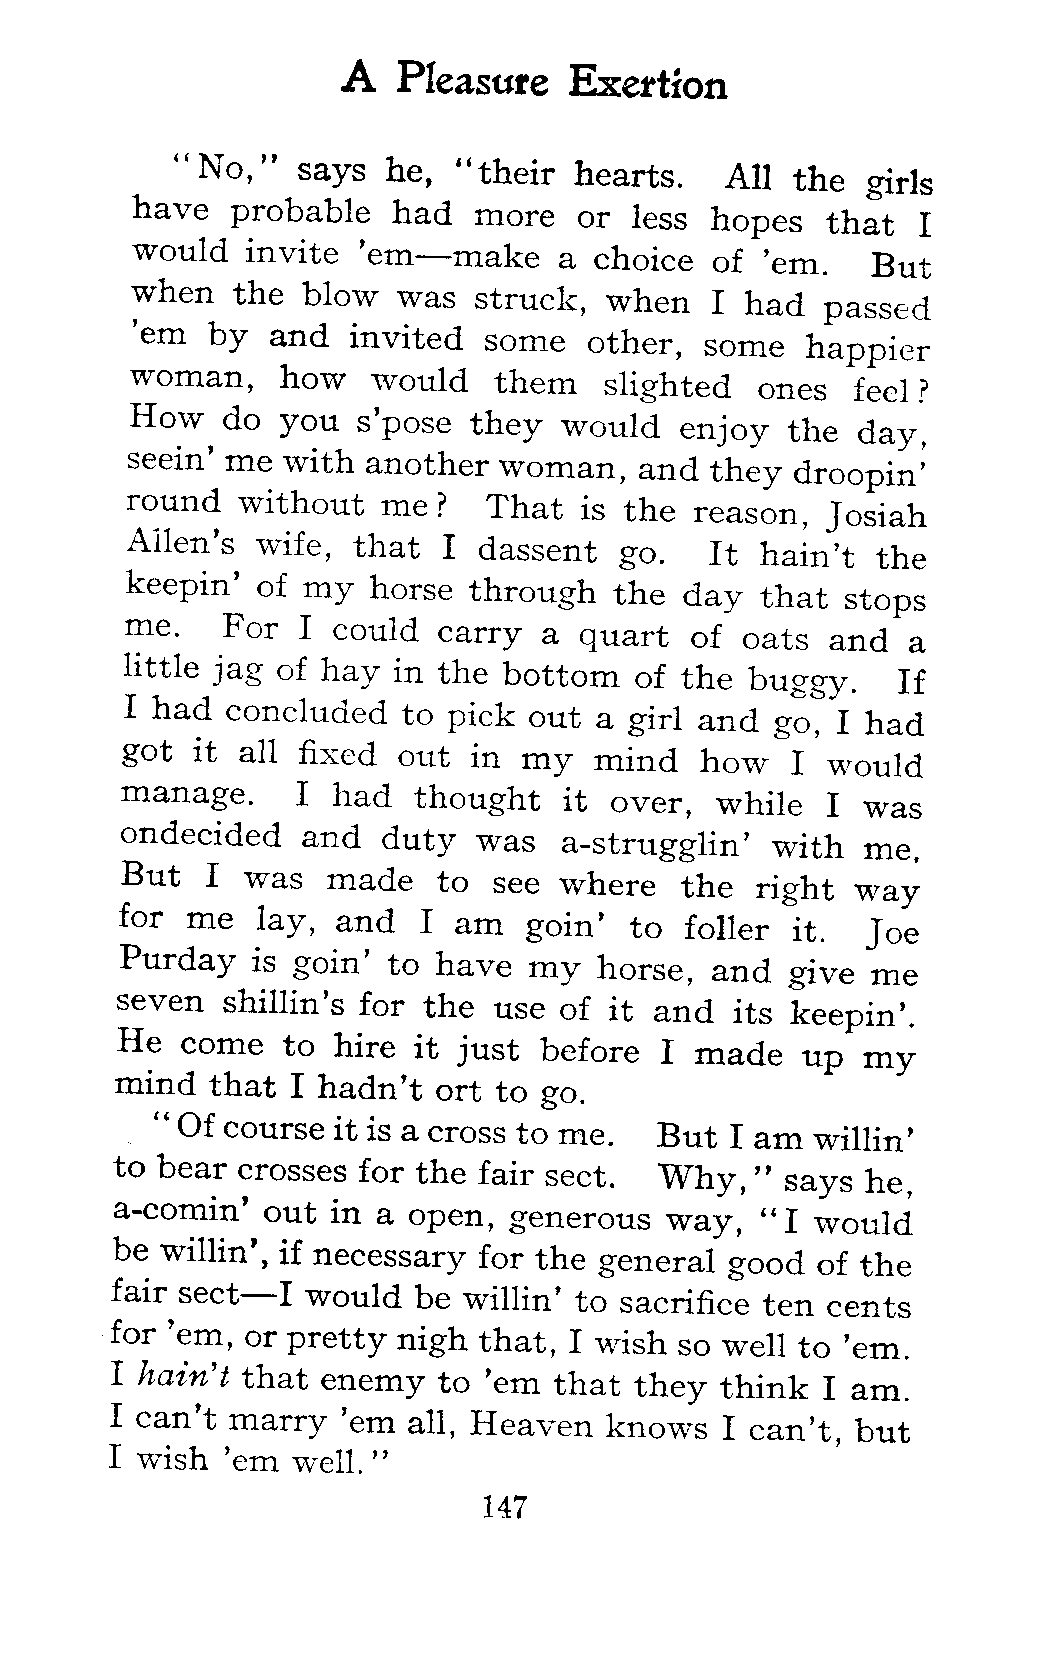 A Pleasure Exertion
"No," says he, "their hearts. All the girls
have probable had more or less hopes that I
would invite 'em—make a choice of 'em. But
when the blow was struck, when I had passed
'em by and invited some other, some happier
woman, how would them slighted ones feel?
How do you s'pose they would enjoy the day,
seein' me with another woman, and they droopin'
round without me? That is the reason, Josiah
Allen's wife, that I dassent go. It hain't the
keepin' of my horse through the day that stops
me. For I could carry a quart of oats and a
little jag of hay in the bottom of the buggy. If
I had concluded to pick out a girl and go, I had
got it all fixed out in my mind how I would
manage. I had thought it over, while I was
ondecided and duty was a-strugglin' with me.
But I was made to see where the right way
for me lay, and I am goin' to foller it. Joe
Purday is goin' to have my horse, and give me
seven shillin's for the use of it and its keepin'.
He come to hire it just before I made up my
mind that I hadn't ort to go.
"Of course it is a cross to me. But I am willin'
to bear crosses for the fair sect. Why," says he,
a-comin' out in a open, generous way, "I would
be willin', if necessary for the general good of the
fair sect—I would be willin' to sacrifice ten cents
for 'em, or pretty nigh that, I wish so well to 'em.
I hain't that enemy to 'em that they think I am.
I can't marry 'em all, Heaven knows I can't, but
I wish 'em well."
147